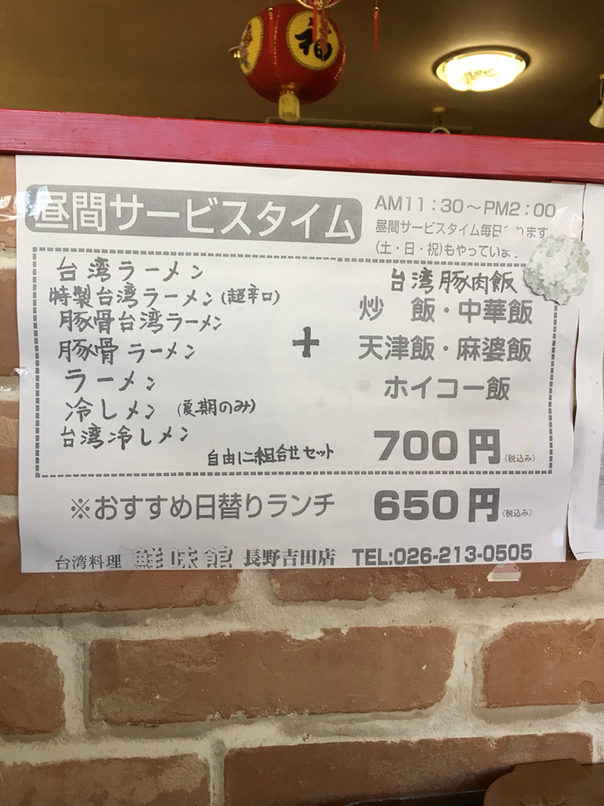 福
昼間サービスタイム
AM11:30～PM2:00
昼間サービスタイム毎日 ります
(土・日・祝)もやっていま
台湾ラーメン
特製台湾ラーメン(超辛口)
豚骨台湾ラーメン
豚骨ラーメン
ラーメン
冷しメン (夏期のみ)
台湾冷しメン
+
台湾豚肉飯
炒 飯・中華飯
天津飯・麻婆飯
ホイコー飯
自由に組合せセット
700円(税込み)
※おすすめ日替りランチ 650円(税込み)
台湾料理 鮮味館 長野吉田店 TEL:026-213-0505